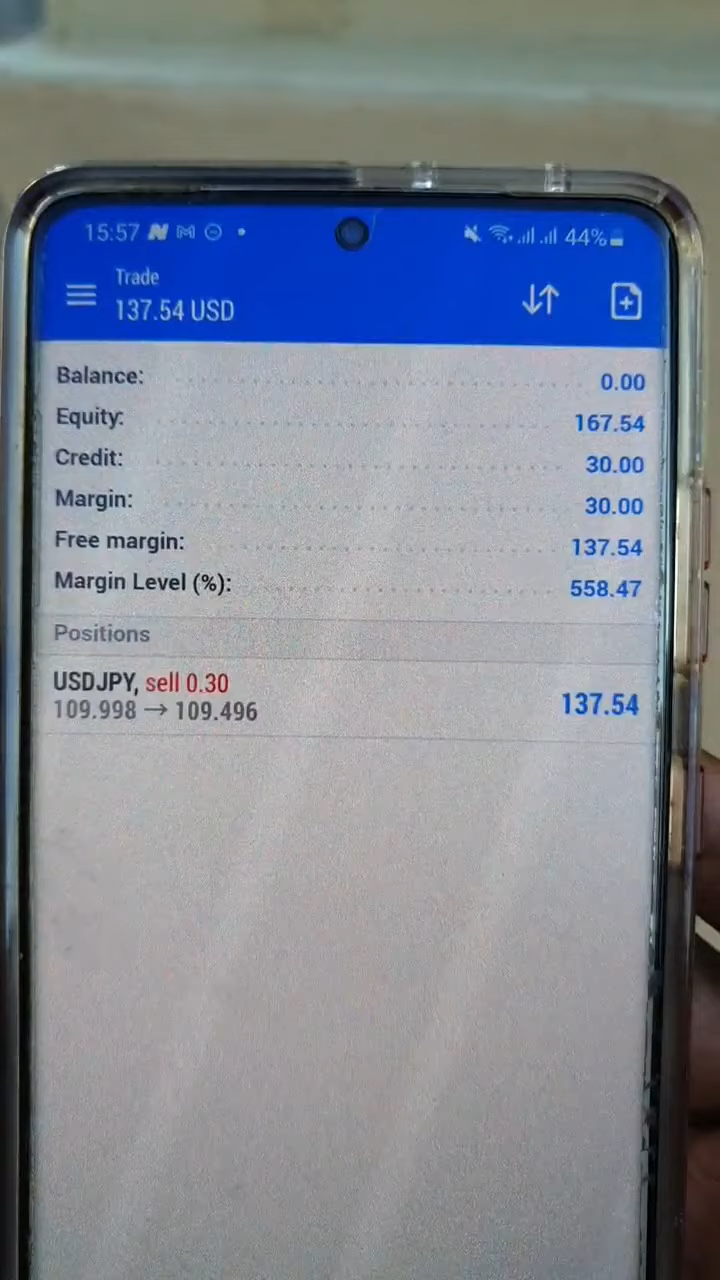 15:57 44%
Trade
137.54 USD
Balance: 0.00
Equity: 167.54
Credit: 30.00
Margin: 30.00
Free margin: 137.54
Margin Level (%): 558.47
Positions
USDJPY, sell 0.30
109.998 → 109.496 137.54